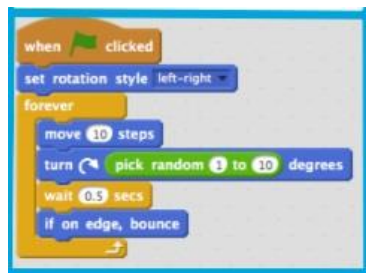 when clicked
set rotation style left-right
forever
move 10 steps
turn pick random 1 to 10 degrees
wait 0.5 secs
if on edge, bounce